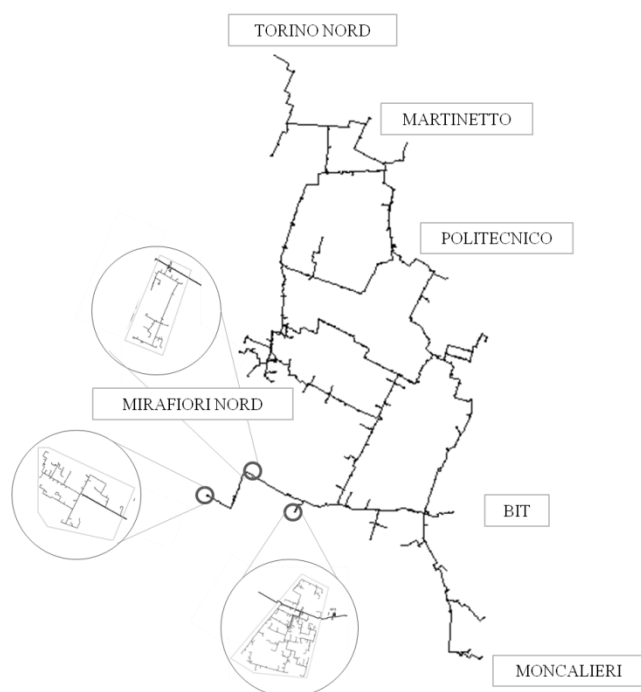 TORINO NORD
MARTINETTO
POLITECNICO
MIRAFIORI NORD
BIT
MONCALIERI